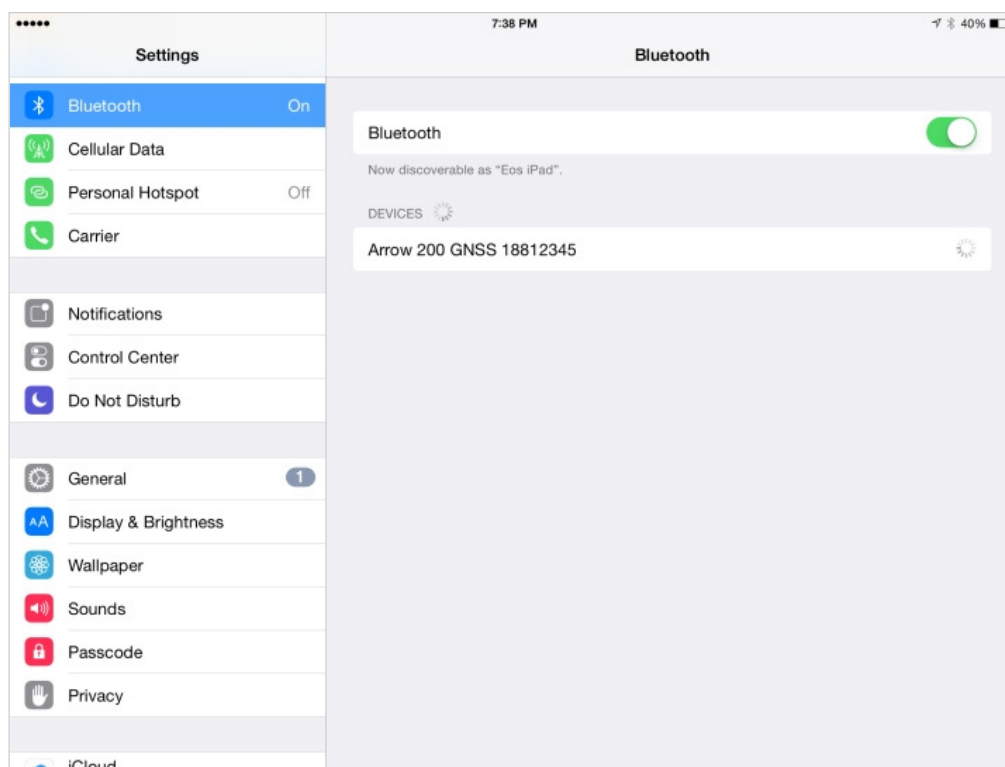 7:38 PM
40%
Settings
Bluetooth
Bluetooth On
Cellular Data
Personal Hotspot Off
Carrier
Notifications
Control Center
Do Not Disturb
General 1
AA Display & Brightness
Wallpaper
Sounds
Passcode
Privacy
iCloud
Bluetooth
Now discoverable as “Eos iPad”.
DEVICES
Arrow 200 GNSS 18812345